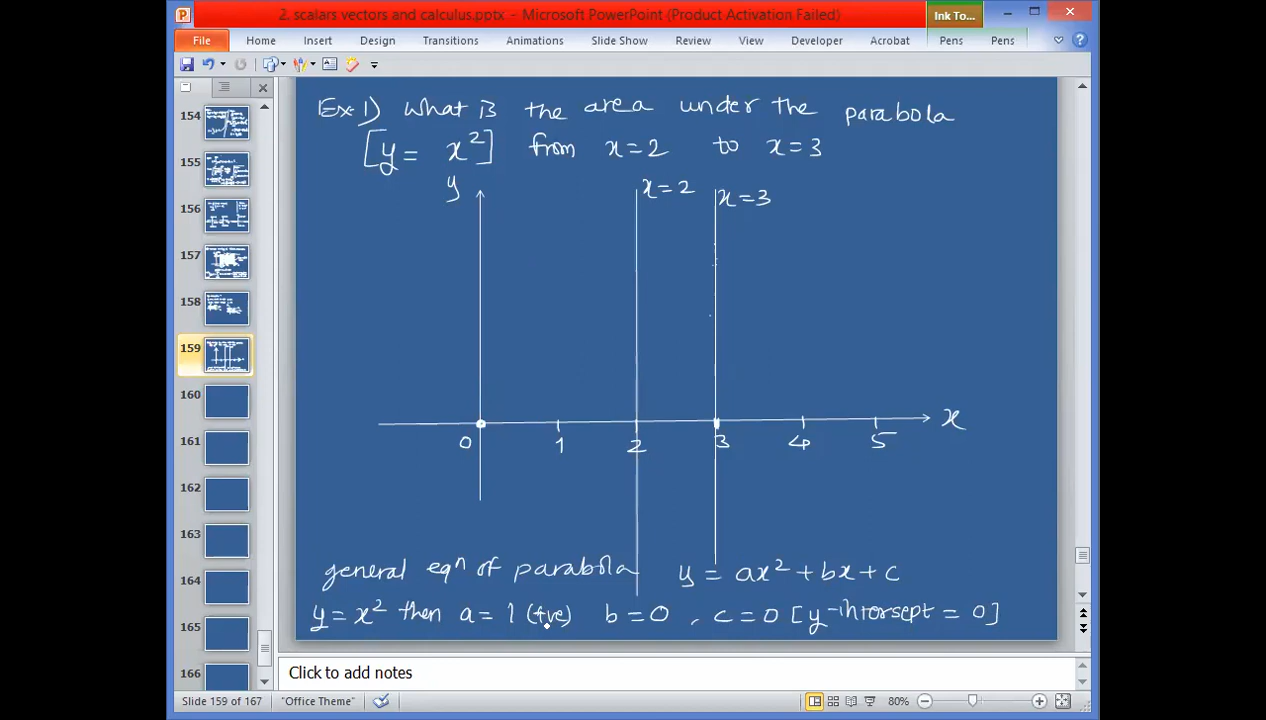 2. scalars vectors and calculus.pptx - Microsoft PowerPoint (Product Activation Failed)
Ink To...
File Home Insert Design Transitions Animations Slide Show Review View Developer Acrobat Pens Pens
154
155
156
157
158
159
160
161
162
163
164
165
166
Ex 1) What is the area under the parabola
[y = x²] from x = 2 to x = 3
y
x = 2
x = 3
x
0 1 2 3 4 5
general eqⁿ of parabola y = ax² + bx + c
y = x² then a = 1 (+ve) b = 0 , c = 0 [y-intersept = 0]
Click to add notes
Slide 159 of 167 "Office Theme" 80%